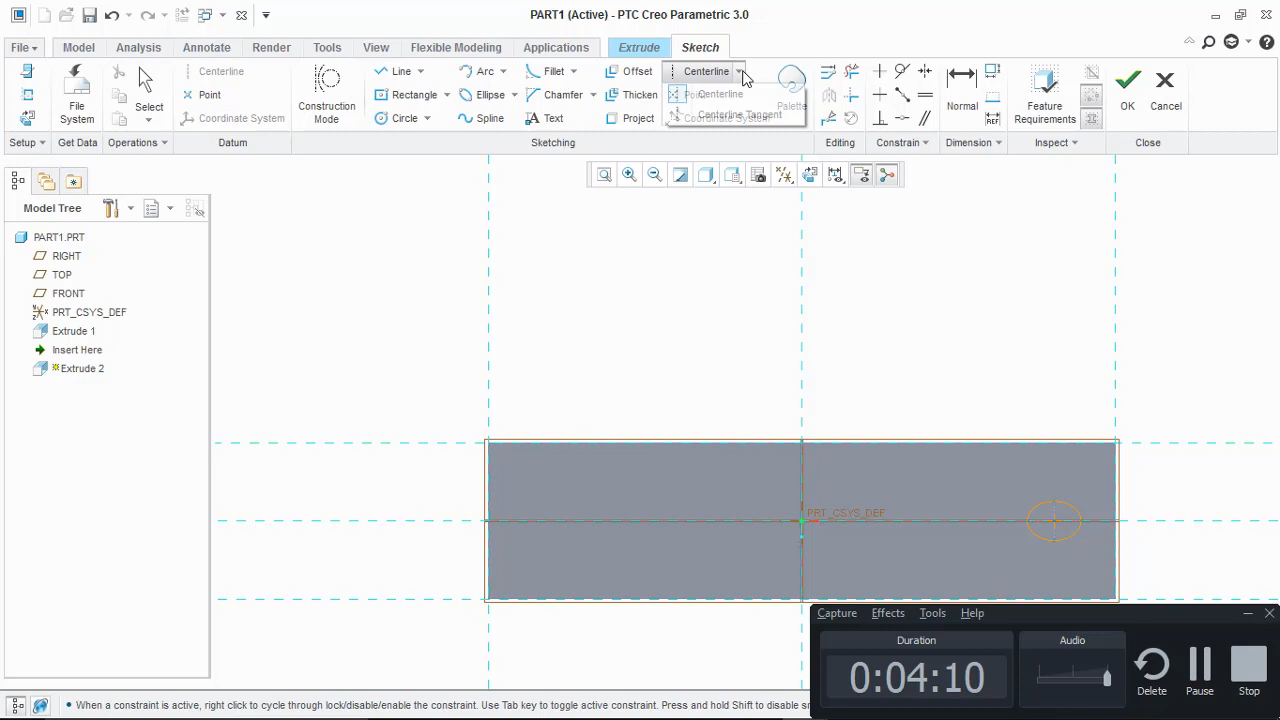 PART1 (Active) - PTC Creo Parametric 3.0
File Model Analysis Annotate Render Tools View Flexible Modeling Applications Extrude Sketch
Centerline Line Arc Fillet Offset Centerline
Point Rectangle Ellipse Chamfer Thicken Centerline Palette
Coordinate System Circle Spline Text Project Centerline Tangent
File System Select Construction Mode Normal Feature Requirements OK Cancel
Setup Get Data Operations Datum Sketching Editing Constrain Dimension Inspect Close
Model Tree
PART1.PRT
RIGHT
TOP
FRONT
PRT_CSYS_DEF
Extrude 1
Insert Here
Extrude 2
PRT_CSYS_DEF
Capture Effects Tools Help
Duration Audio
0:04:10
Delete Pause Stop
• When a constraint is active, right click to cycle through lock/disable/enable the constraint. Use Tab key to toggle active constraint. Press and hold Shift to disable sn